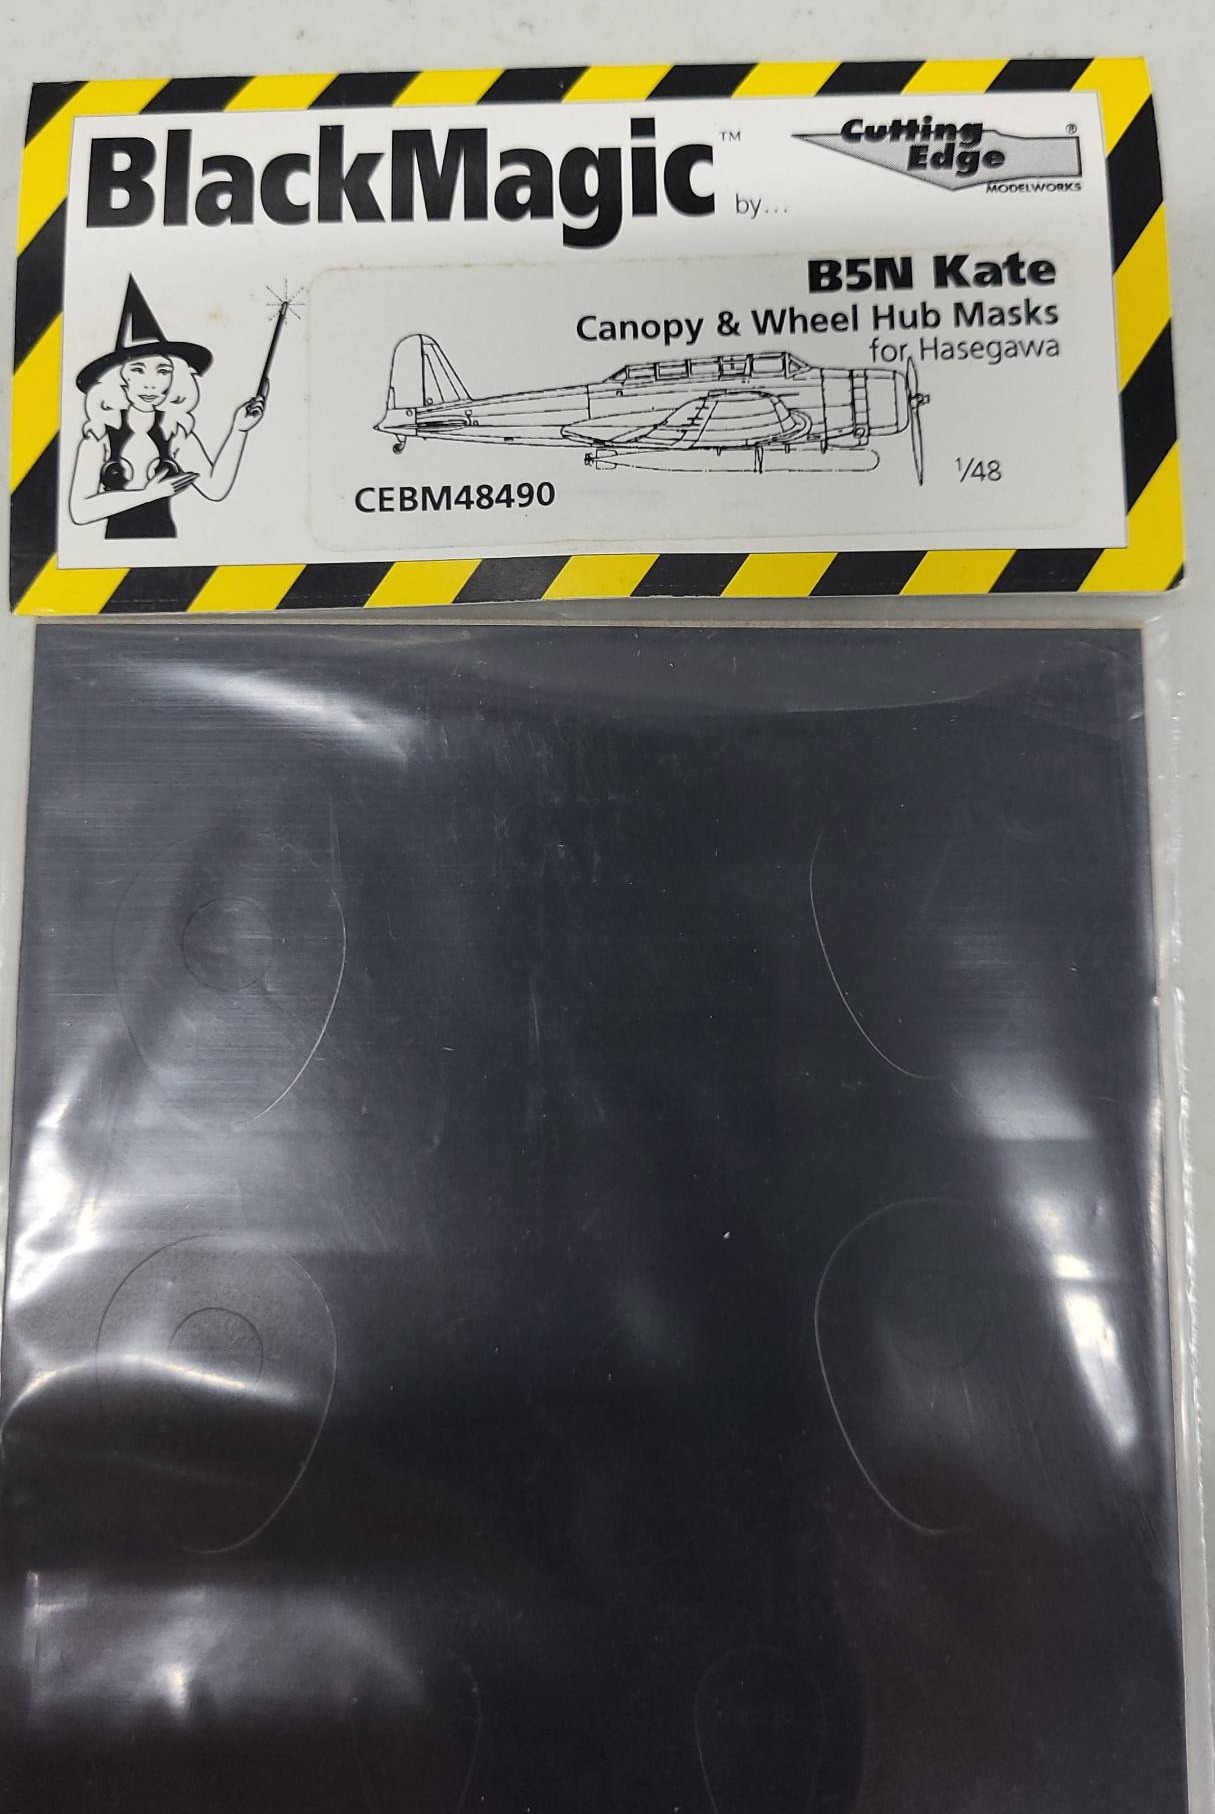 BlackMagic™ by...
Cutting
Edge®
MODELWORKS
B5N Kate
Canopy & Wheel Hub Masks
for Hasegawa
1/48
CEBM48490